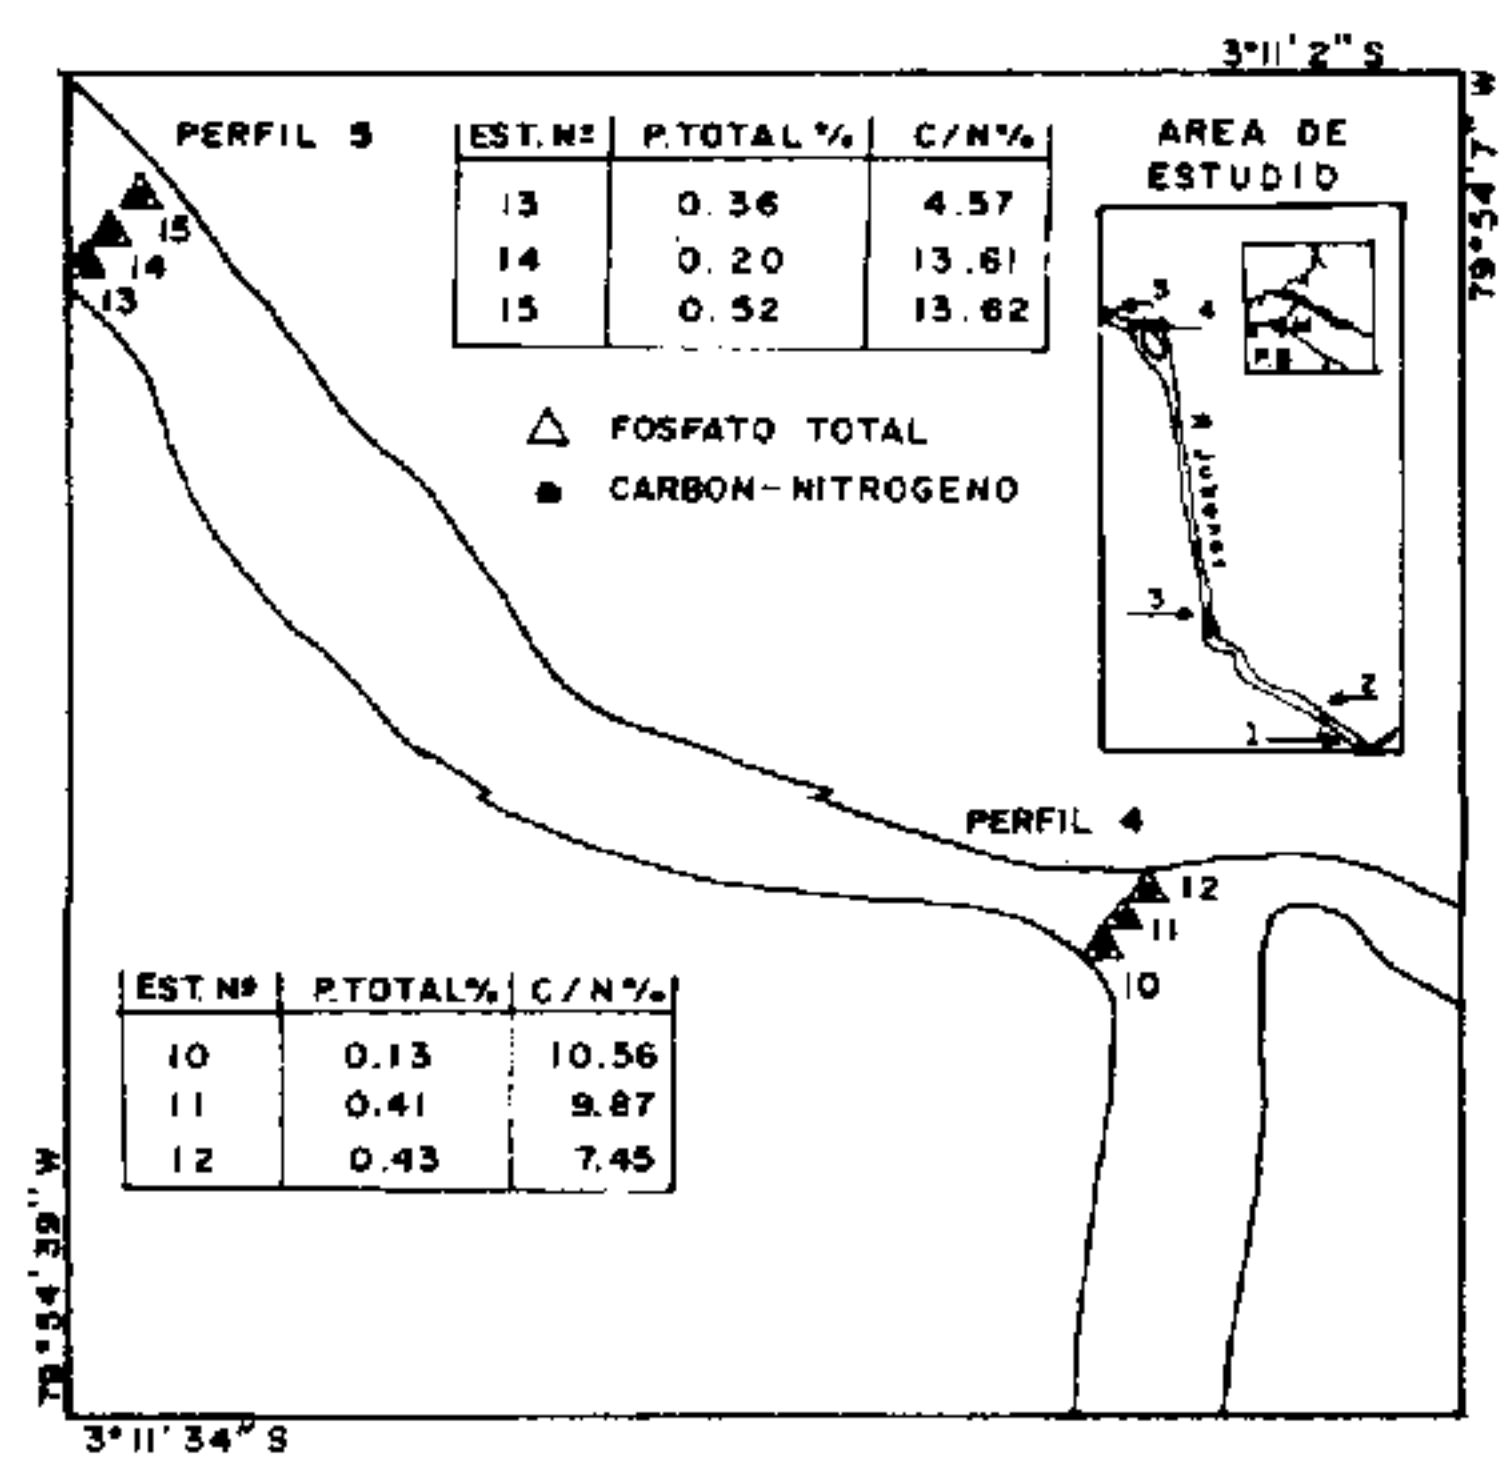 3°11' 2" S
79°54'7" W
PERFIL 5
EST. Nº P.TOTAL % C/N%
13 0.36 4.57
14 0.20 13.61
15 0.52 13.62
AREA DE
ESTUDIO
15
14
13
5
4
3
2
1
△ FOSFATO TOTAL
● CARBON-NITROGENO
PERFIL 4
12
11
10
EST. Nº P.TOTAL% C/N%
10 0.13 10.56
11 0.41 9.87
12 0.43 7.45
79°54'39" W
3°11'34" S